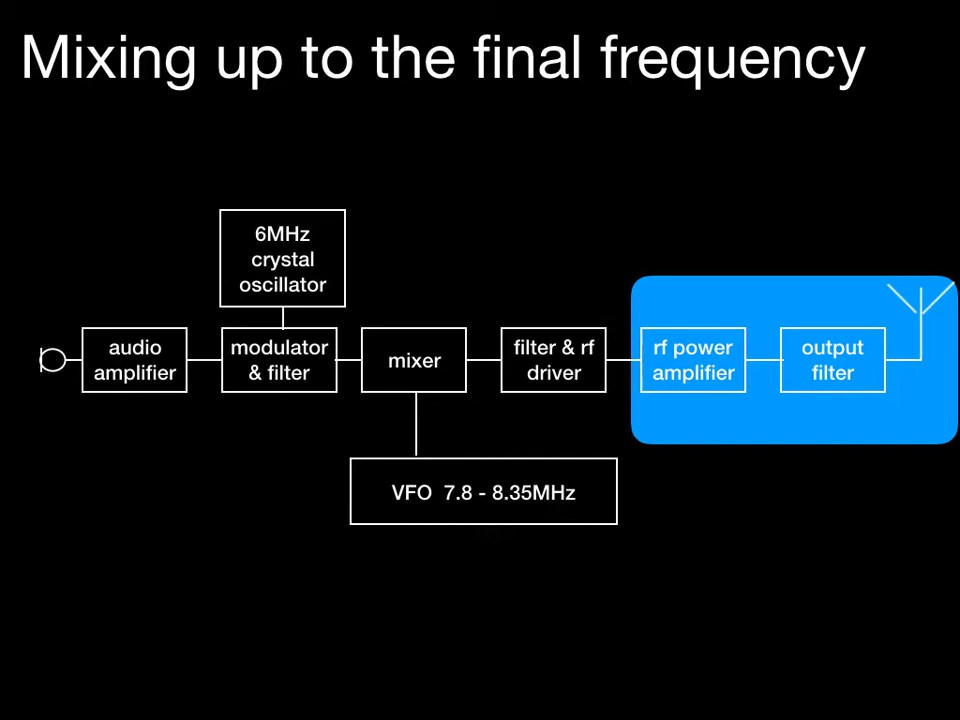 Mixing up to the final frequency
6MHz
crystal
oscillator
audio
amplifier
modulator
& filter
mixer
filter & rf
driver
rf power
amplifier
output
filter
VFO 7.8 - 8.35MHz